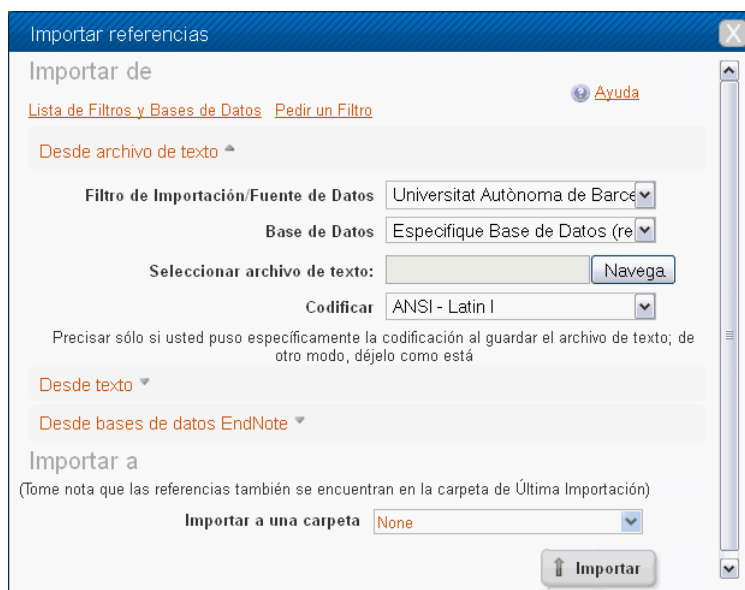 Importar referencias
X
Importar de
Ayuda
Lista de Filtros y Bases de Datos Pedir un Filtro
Desde archivo de texto
Filtro de Importación/Fuente de Datos Universitat Autònoma de Barce
Base de Datos Especifique Base de Datos (re
Seleccionar archivo de texto: Navega
Codificar ANSI - Latin I
Precisar sólo si usted puso específicamente la codificación al guardar el archivo de texto; de
otro modo, déjelo como está
Desde texto
Desde bases de datos EndNote
Importar a
(Tome nota que las referencias también se encuentran en la carpeta de Última Importación)
Importar a una carpeta None
Importar